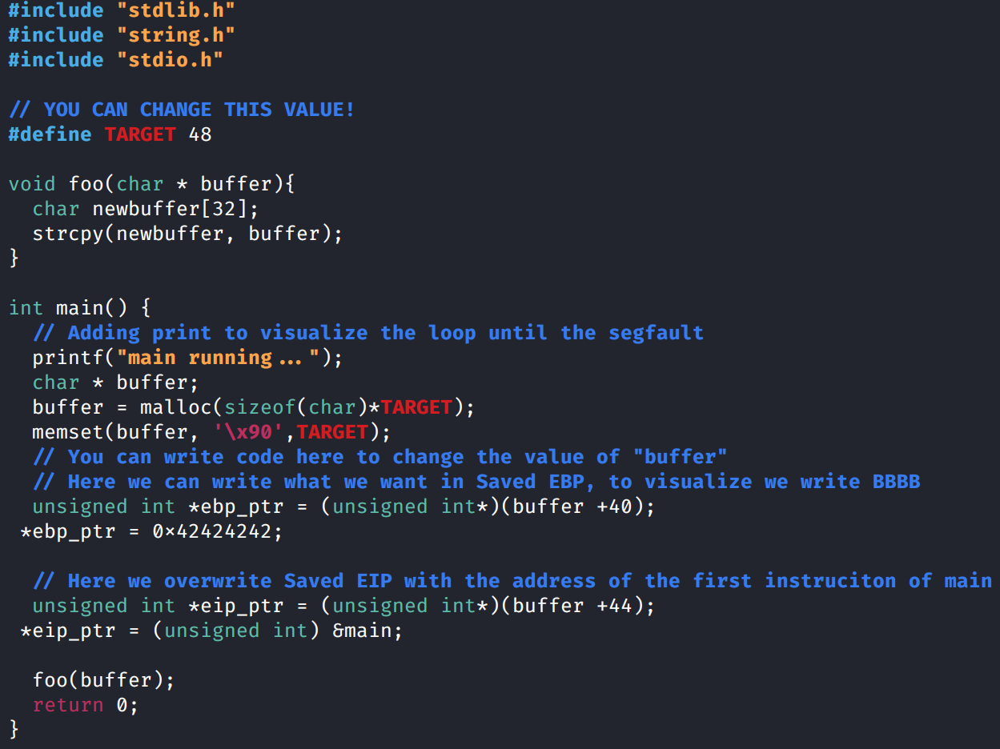 #include "stdlib.h"
#include "string.h"
#include "stdio.h"
// YOU CAN CHANGE THIS VALUE!
#define TARGET 48
void foo(char * buffer){
char newbuffer[32];
strcpy(newbuffer, buffer);
}
int main() {
// Adding print to visualize the loop until the segfault
printf("main running ... ");
char * buffer;
buffer = malloc(sizeof(char)*TARGET);
memset(buffer, '\x90',TARGET);
// You can write code here to change the value of "buffer"
// Here we can write what we want in Saved EBP, to visualize we write BBBB
unsigned int *ebp_ptr = (unsigned int*)(buffer +40);
*ebp_ptr = 0x42424242;
// Here we overwrite Saved EIP with the address of the first instruciton of main
unsigned int *eip_ptr = (unsigned int*)(buffer +44);
*eip_ptr = (unsigned int) &main;
foo(buffer);
return 0;
}